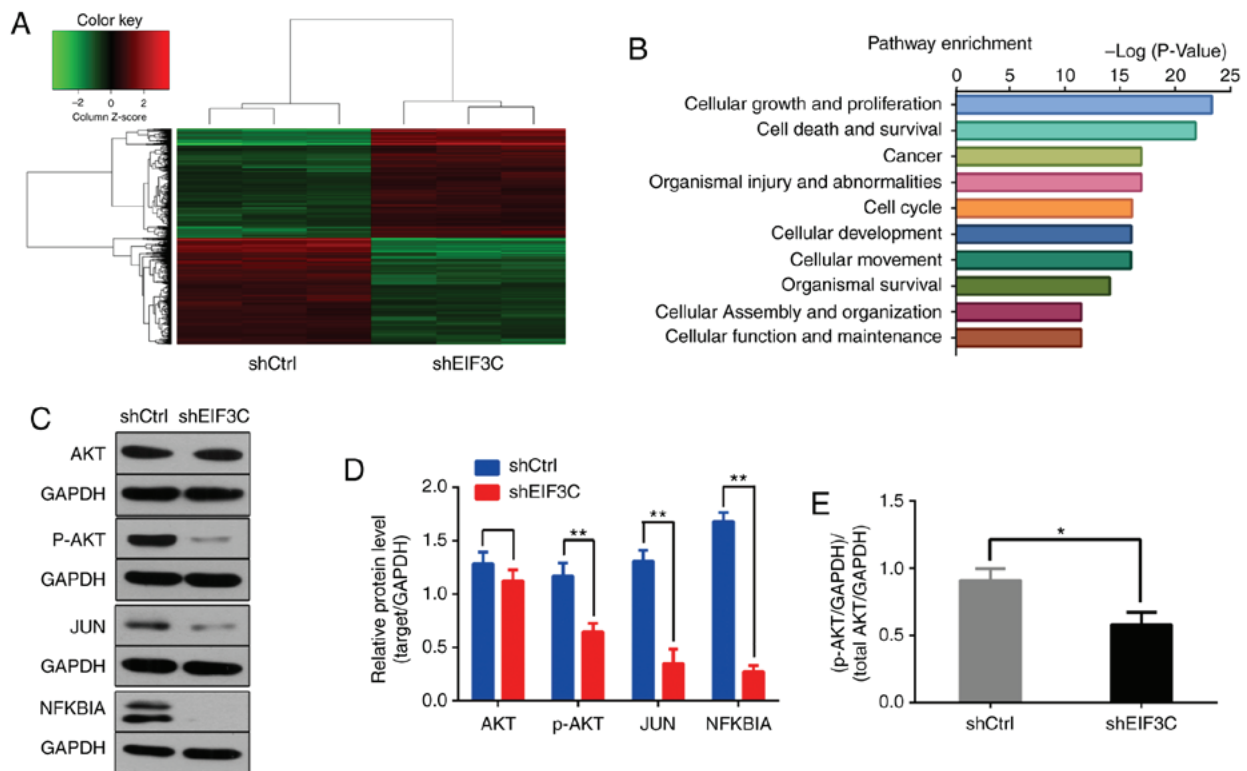 A
Color key
−2 0 2
Column Z-score
shCtrl shEIF3C
B
Pathway enrichment
−Log (P-Value)
0 5 10 15 20 25
Cellular growth and proliferation
Cell death and survival
Cancer
Organismal injury and abnormalities
Cell cycle
Cellular development
Cellular movement
Organismal survival
Cellular Assembly and organization
Cellular function and maintenance
C
shCtrl shEIF3C
AKT
GAPDH
P-AKT
GAPDH
JUN
GAPDH
NFKBIA
GAPDH
D
shCtrl
shEIF3C
Relative protein level
(target/GAPDH)
2.0
1.5
1.0
0.5
0.0
** ** **
AKT p-AKT JUN NFKBIA
E
(p-AKT/GAPDH)/
(total AKT/GAPDH)
1.5
1.0
0.5
0.0
*
shCtrl shEIF3C